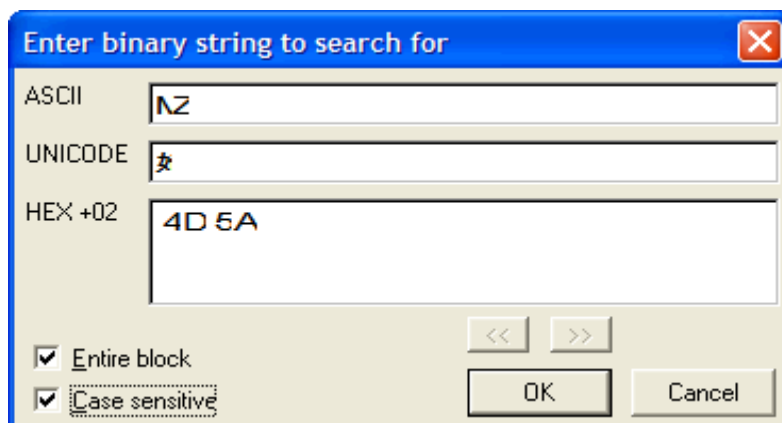 Enter binary string to search for
ASCII MZ
UNICODE
HEX +02 4D 5A
<< >>
Entire block
Case sensitive
OK Cancel